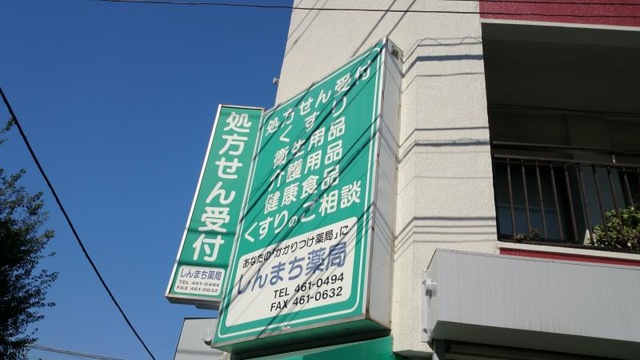 処方せん受付
しんまち薬局
TEL 461-0494
FAX 461-0632
処方せん受付
くすり
衛生用品
介護用品
健康食品
くすりのご相談
あなたの「かかりつけ薬局」に
しんまち薬局
TEL 461-0494
FAX 461-0632